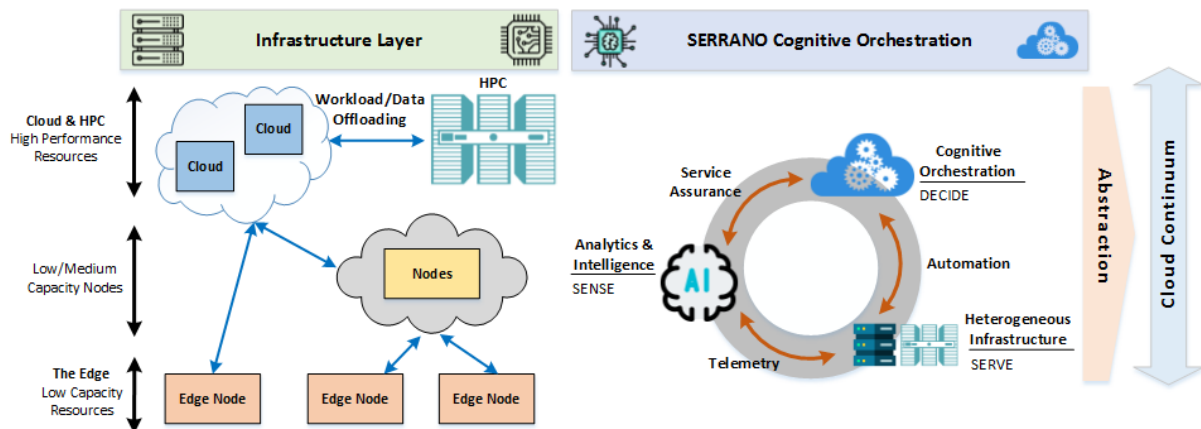 Infrastructure Layer
SERRANO Cognitive Orchestration
Cloud & HPC
High Performance
Resources
Cloud
Cloud
Workload/Data
Offloading
HPC
Low/Medium
Capacity Nodes
Nodes
The Edge
Low Capacity
Resources
Edge Node
Edge Node
Edge Node
Service
Assurance
Cognitive
Orchestration
DECIDE
Analytics &
Intelligence
SENSE
AI
Automation
Telemetry
Heterogeneous
Infrastructure
SERVE
Abstraction
Cloud Continuum